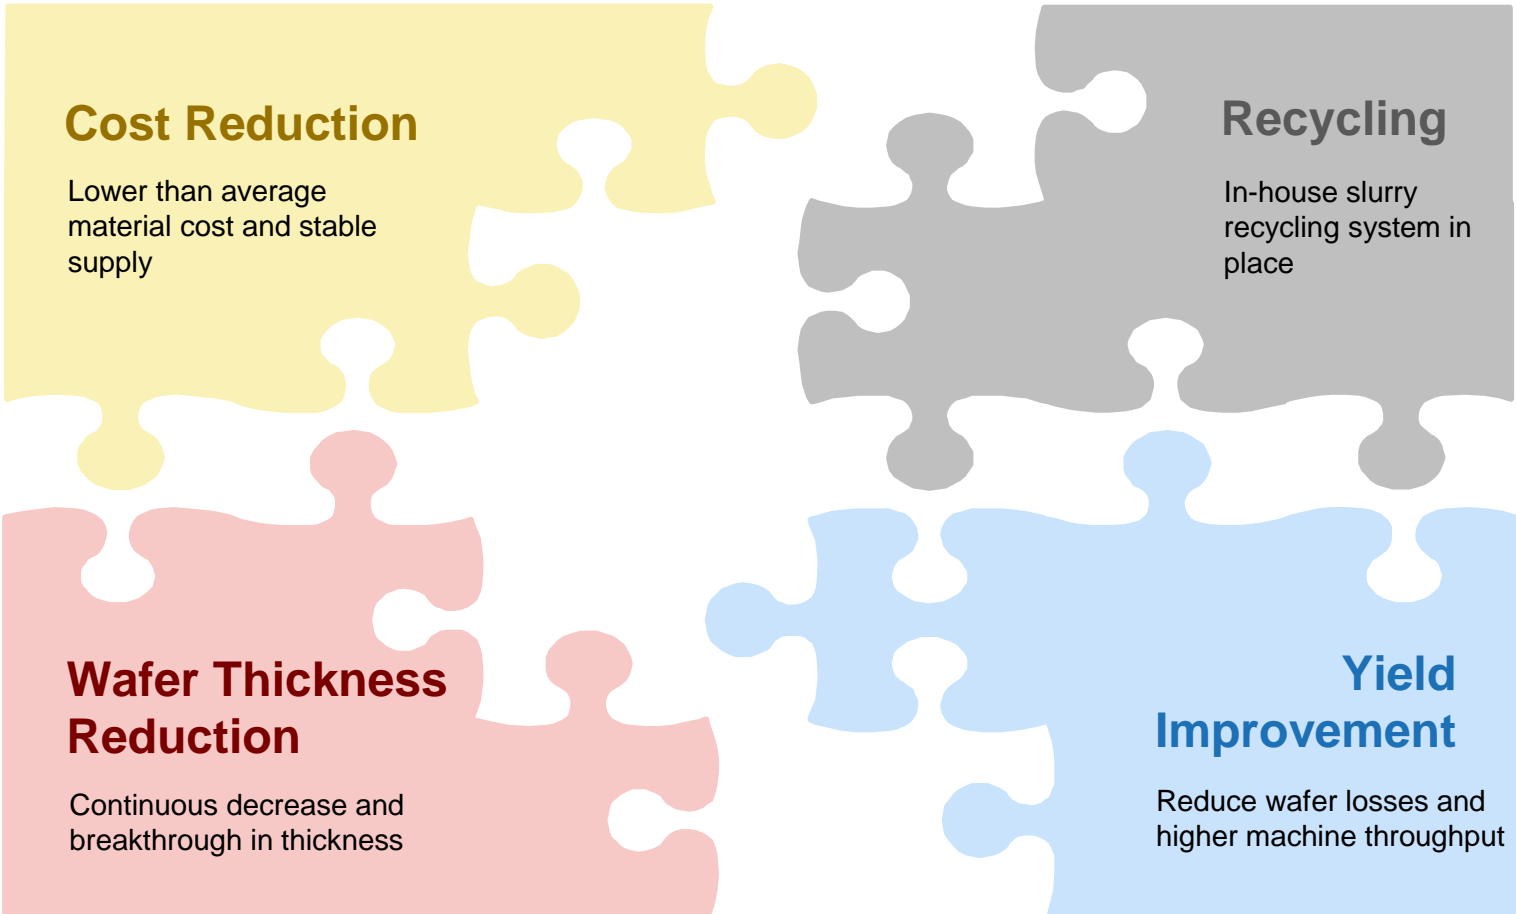 Cost Reduction
Lower than average
material cost and stable
supply
Recycling
In-house slurry
recycling system in
place
Wafer Thickness
Reduction
Continuous decrease and
breakthrough in thickness
Yield
Improvement
Reduce wafer losses and
higher machine throughput